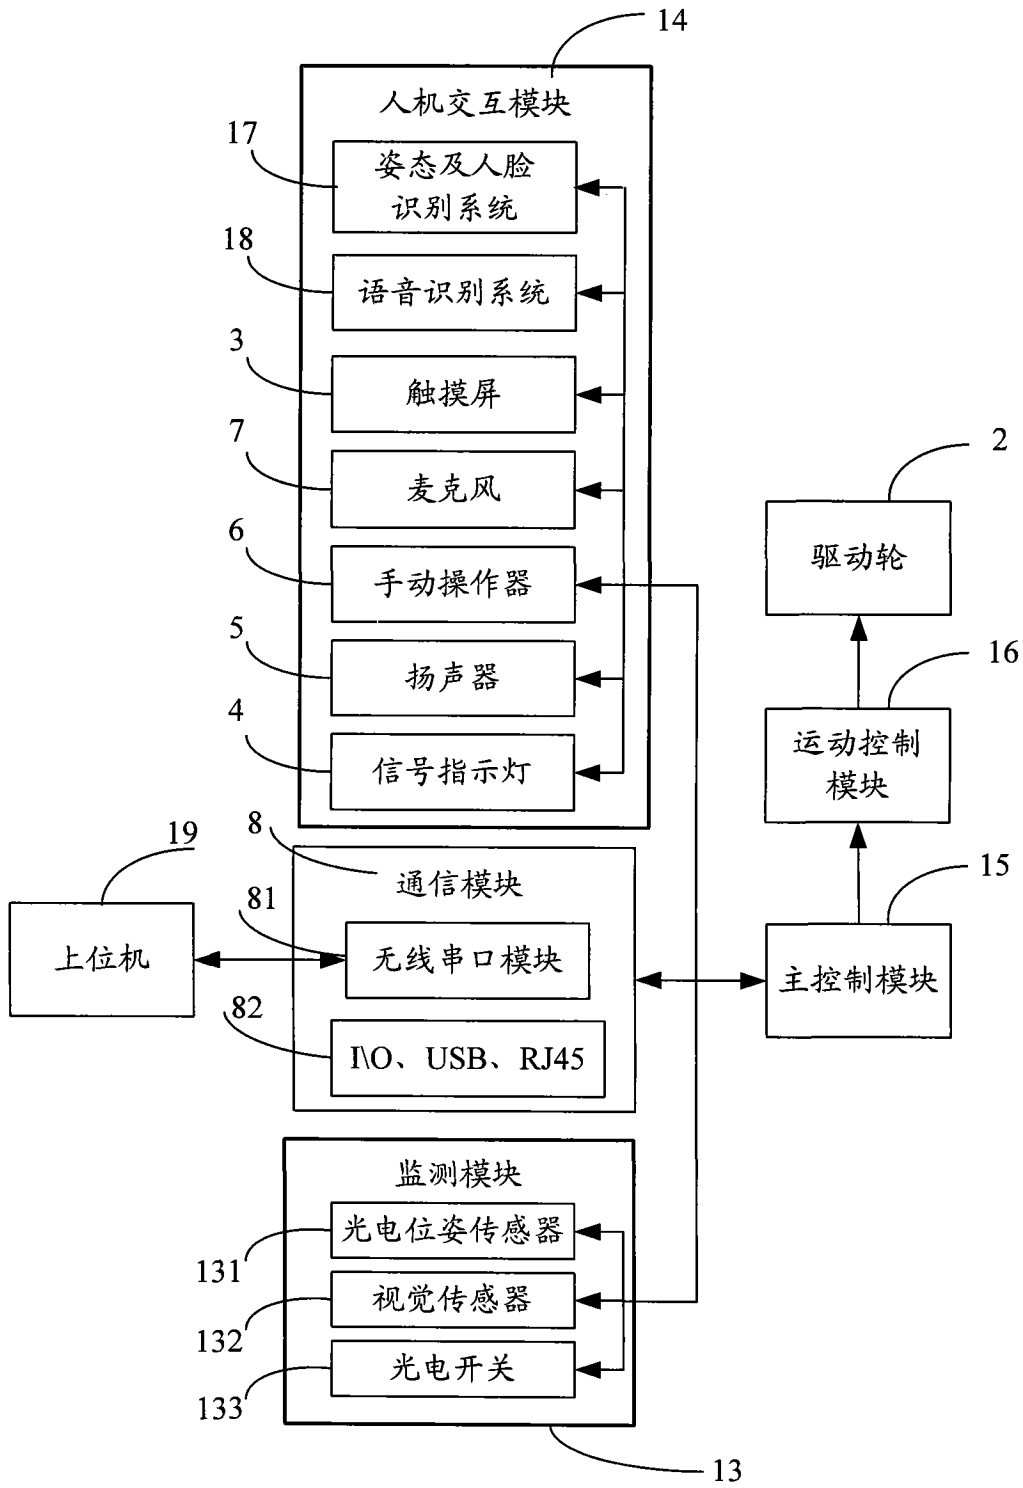 14
人机交互模块
17
姿态及人脸
识别系统
18
语音识别系统
3
触摸屏
7
麦克风
2
驱动轮
6
手动操作器
5
扬声器
16
运动控制
模块
4
信号指示灯
8
通信模块
19
上位机
81
无线串口模块
15
主控制模块
82
I\O、USB、RJ45
监测模块
131
光电位姿传感器
132
视觉传感器
133
光电开关
13